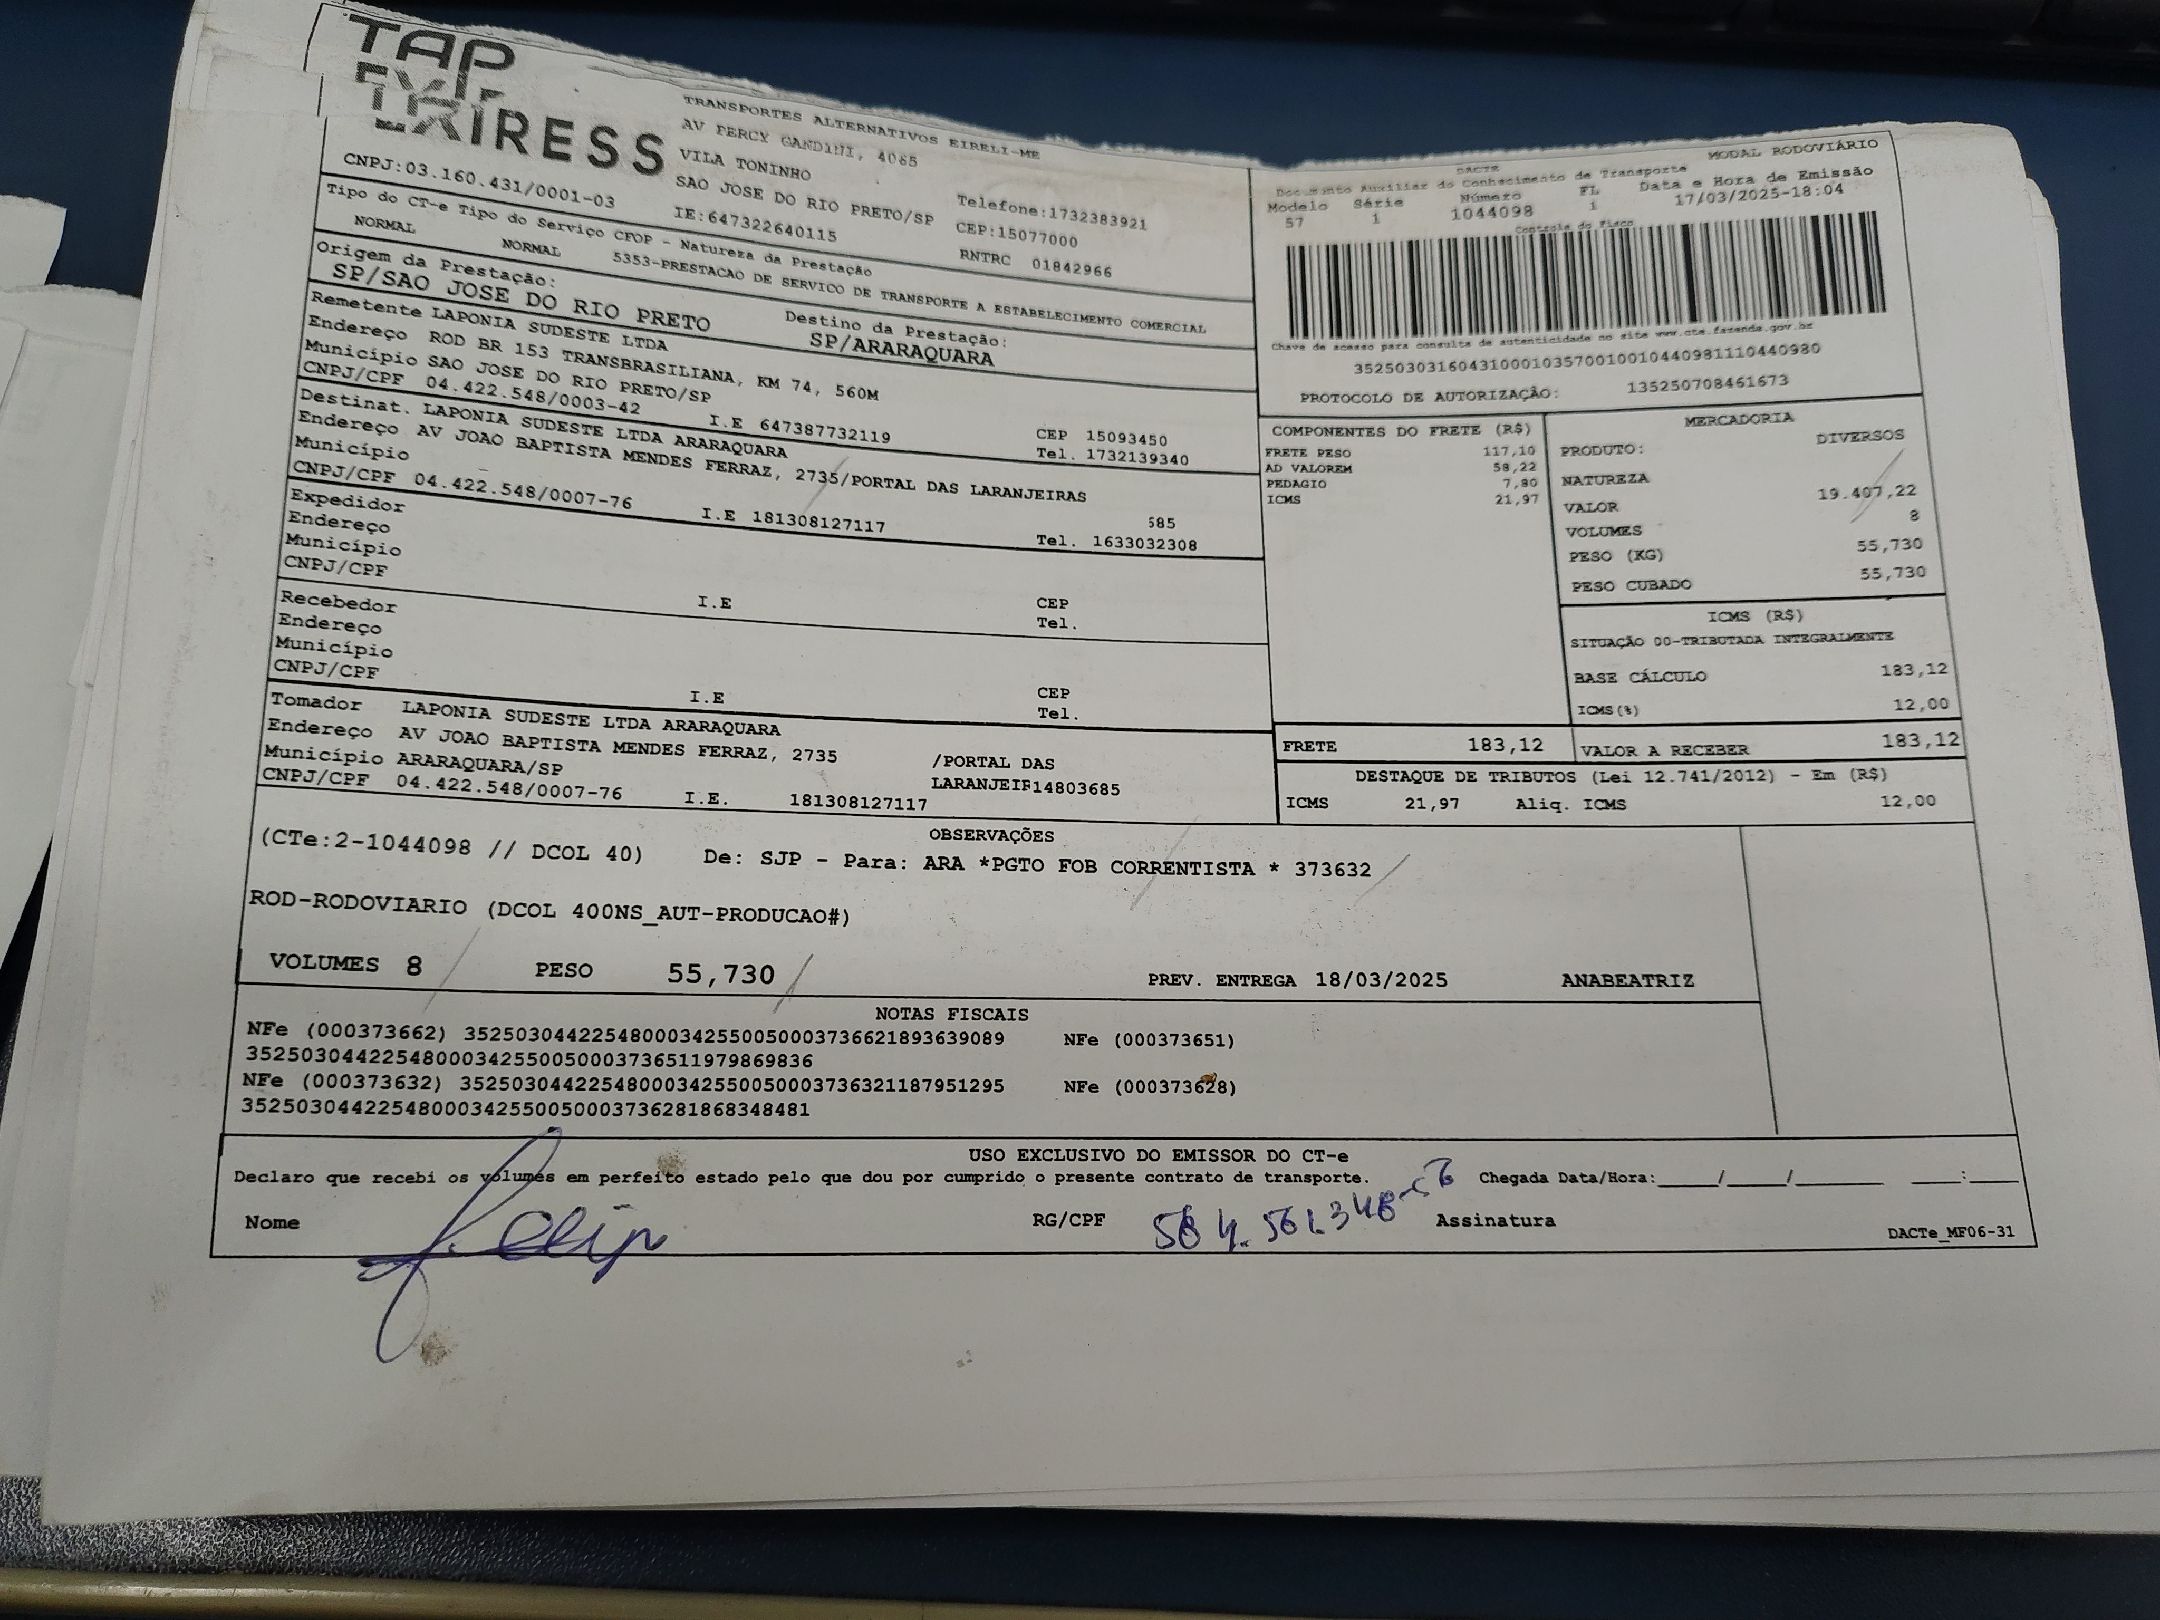 TAP
EXPRESS
TRANSPORTES ALTERNATIVOS EIRELI-ME
AV PERCY GANDINI, 4065
VILA TONINHO
SAO JOSE DO RIO PRETO/SP
Telefone:1732383921
CNPJ:03.160.431/0001-03
IE:647322640115
CEP:15077000
RNTRC 01842966
Tipo do CT-e Tipo do Serviço CFOP - Natureza da Prestação
NORMAL NORMAL 5353-PRESTACAO DE SERVICO DE TRANSPORTE A ESTABELECIMENTO COMERCIAL
Origem da Prestação: Destino da Prestação:
SP/SAO JOSE DO RIO PRETO SP/ARARAQUARA
Remetente LAPONIA SUDESTE LTDA
Endereço ROD BR 153 TRANSBRASILIANA, KM 74, 560M
Município SAO JOSE DO RIO PRETO/SP CEP 15093450
CNPJ/CPF 04.422.548/0003-42 I.E 647387732119 Tel. 1732139340
Destinat. LAPONIA SUDESTE LTDA ARARAQUARA
Endereço AV JOAO BAPTISTA MENDES FERRAZ, 2735/PORTAL DAS LARANJEIRAS
Município 585
CNPJ/CPF 04.422.548/0007-76 I.E 181308127117 Tel. 1633032308
Expedidor
Endereço
Município CEP
CNPJ/CPF I.E Tel.
Recebedor
Endereço
Município CEP
CNPJ/CPF I.E Tel.
Tomador LAPONIA SUDESTE LTDA ARARAQUARA
Endereço AV JOAO BAPTISTA MENDES FERRAZ, 2735 /PORTAL DAS
Município ARARAQUARA/SP LARANJEIR14803685
CNPJ/CPF 04.422.548/0007-76 I.E. 181308127117
DACTE MODAL RODOVIÁRIO
Documento Auxiliar do Conhecimento de Transporte
Modelo Série Número FL Data e Hora de Emissão
57 1 1044098 1 17/03/2025-18:04
Controle do Fisco
Chave de acesso para consulta de autenticidade no site www.cte.fazenda.gov.br
35250303160431000103570010010440981110440980
PROTOCOLO DE AUTORIZAÇÃO: 135250708461673
COMPONENTES DO FRETE (R$)
FRETE PESO 117,10
AD VALOREM 58,22
PEDAGIO 7,80
ICMS 21,97
MERCADORIA
PRODUTO: DIVERSOS
NATUREZA
VALOR 19.407,22
VOLUMES 8
PESO (KG) 55,730
PESO CUBADO 55,730
ICMS (R$)
SITUAÇÃO 00-TRIBUTADA INTEGRALMENTE
BASE CÁLCULO 183,12
ICMS(%) 12,00
FRETE 183,12 VALOR A RECEBER 183,12
DESTAQUE DE TRIBUTOS (Lei 12.741/2012) - Em (R$)
ICMS 21,97 Aliq. ICMS 12,00
OBSERVAÇÕES
(CTe:2-1044098 // DCOL 40) De: SJP - Para: ARA *PGTO FOB CORRENTISTA * 373632
ROD-RODOVIARIO (DCOL 400NS_AUT-PRODUCAO#)
VOLUMES 8 PESO 55,730 PREV. ENTREGA 18/03/2025 ANABEATRIZ
NOTAS FISCAIS
NFe (000373662) 35250304422548000342550050003736621893639089 NFe (000373651)
35250304422548000342550050003736511979869836
NFe (000373632) 35250304422548000342550050003736321187951295 NFe (000373628)
35250304422548000342550050003736281868348481
USO EXCLUSIVO DO EMISSOR DO CT-e
Declaro que recebi os volumes em perfeito estado pelo que dou por cumprido o presente contrato de transporte. Chegada Data/Hora:_____/_____/_______ ____:____
Nome RG/CPF Assinatura
DACTe_MF06-31